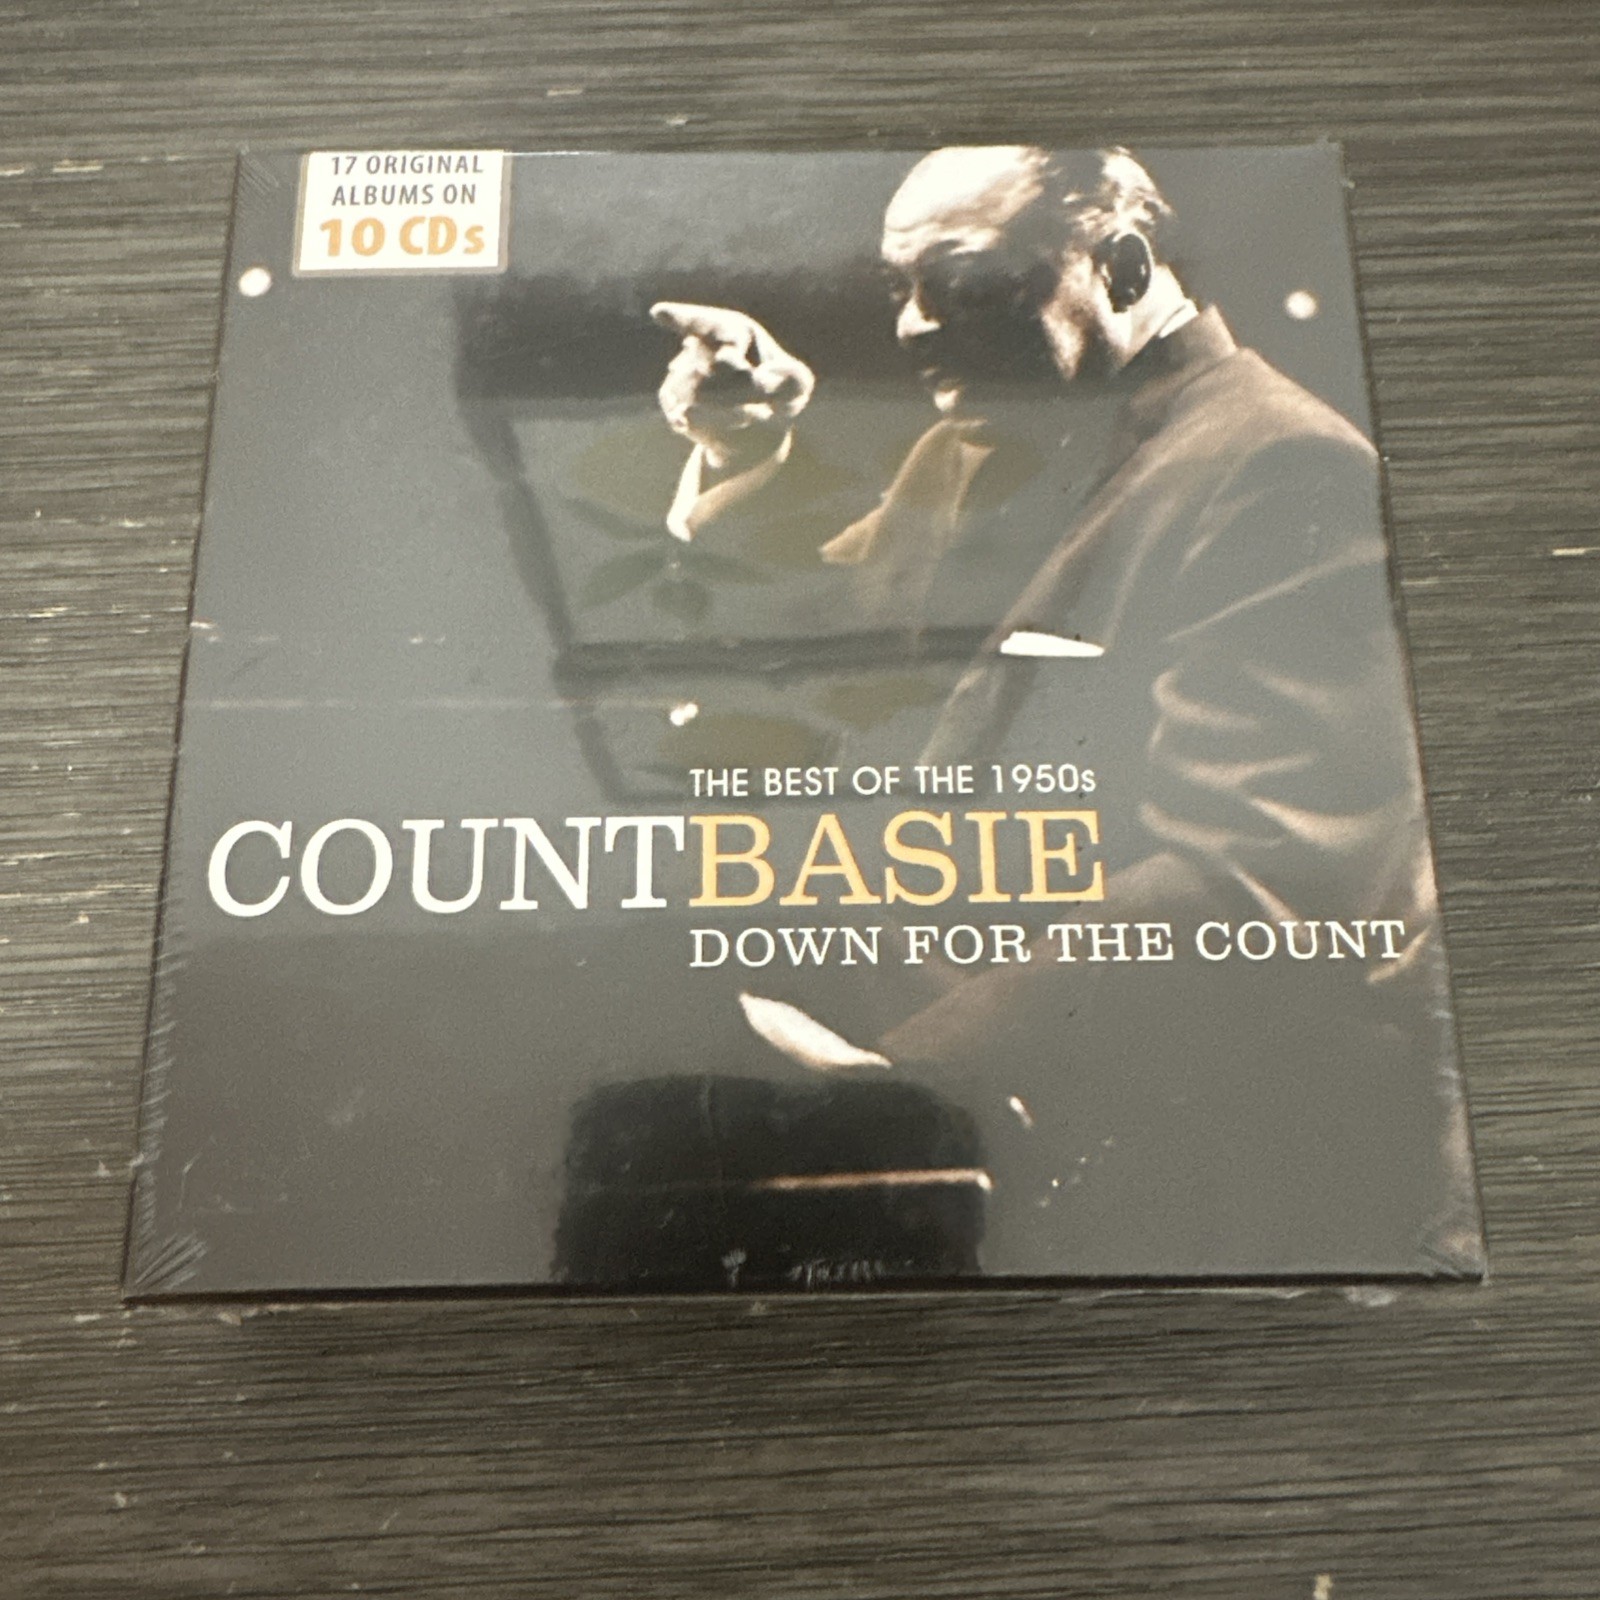 17 ORIGINAL
ALBUMS ON
10 CDs
THE BEST OF THE 1950s
COUNTBASIE
DOWN FOR THE COUNT